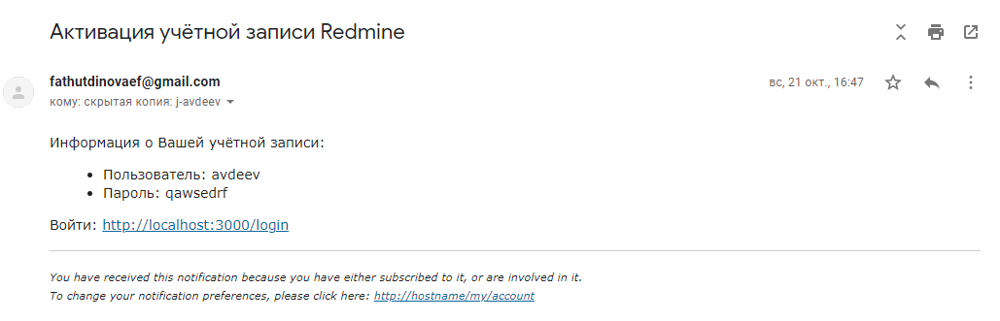 Активация учётной записи Redmine
fathutdinovaef@gmail.com
вс, 21 окт., 16:47
кому: скрытая копия: j-avdeev
Информация о Вашей учётной записи:
• Пользователь: avdeev
• Пароль: qawsedrf
Войти: http://localhost:3000/login
You have received this notification because you have either subscribed to it, or are involved in it.
To change your notification preferences, please click here: http://hostname/my/account